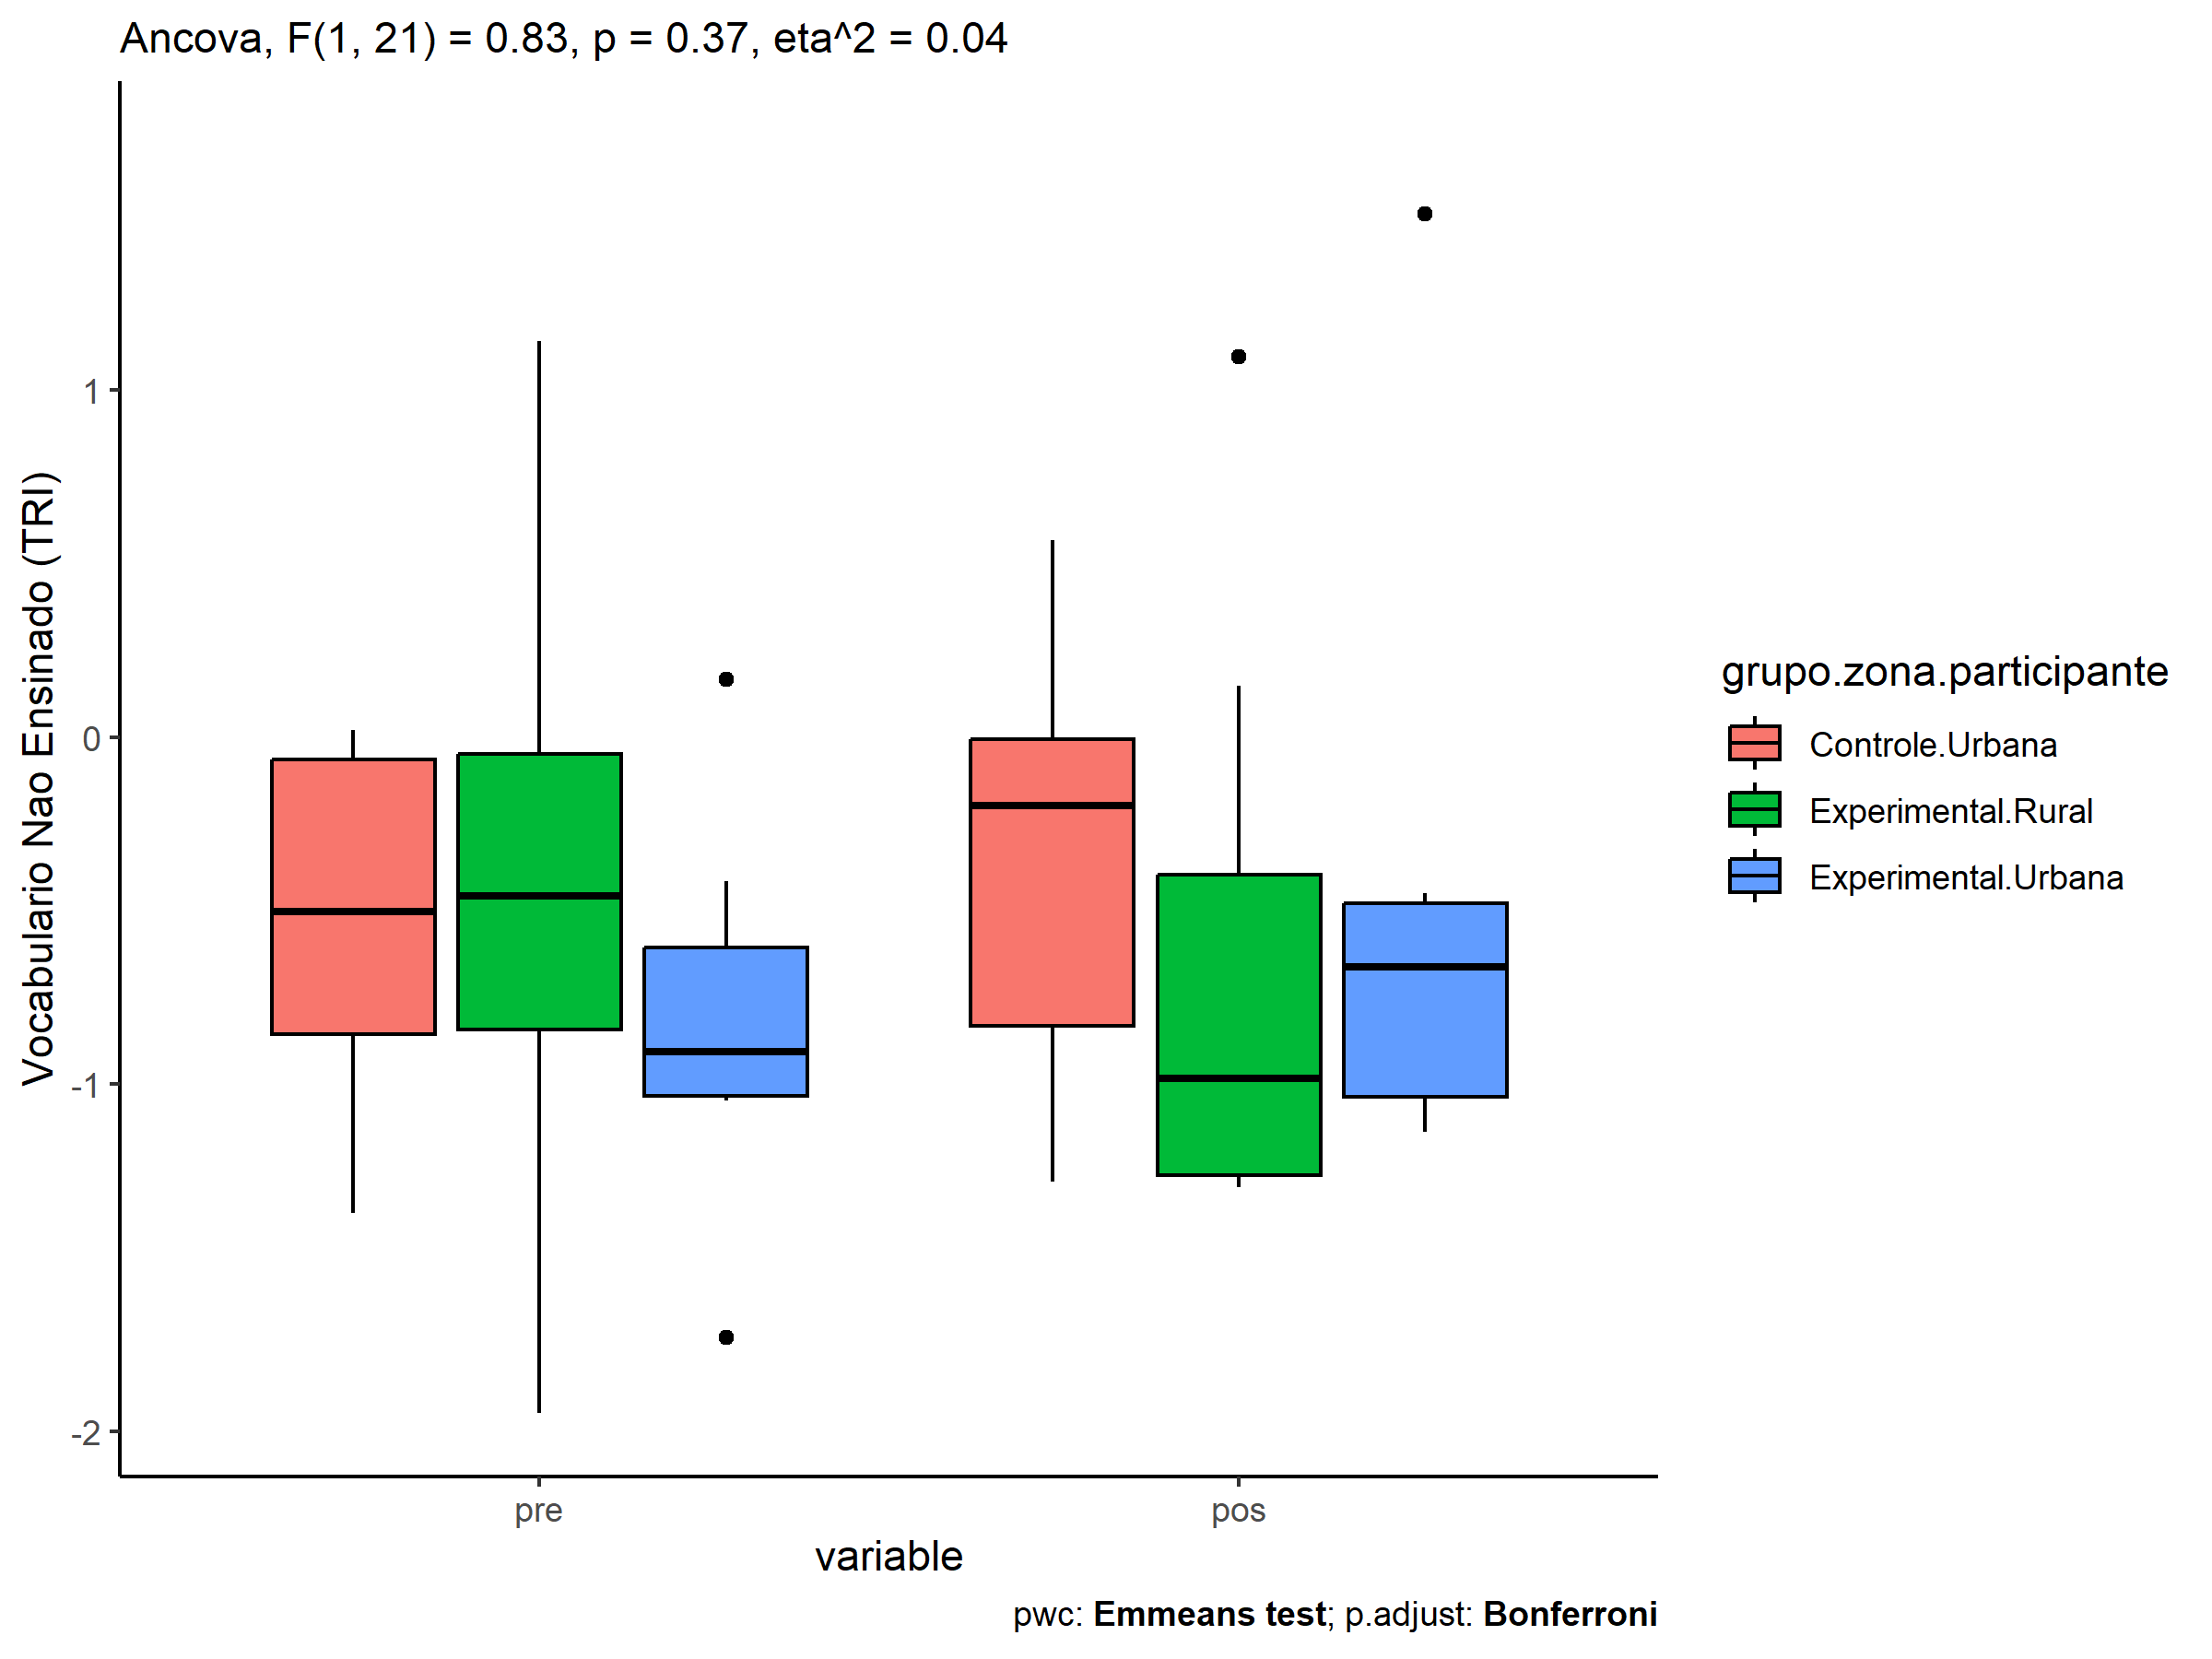 Ancova, F(1, 21) = 0.83, p = 0.37, eta^2 = 0.04
Vocabulario Nao Ensinado (TRI)
1
0
-1
-2
pre
pos
variable
grupo.zona.participante
Controle.Urbana
Experimental.Rural
Experimental.Urbana
pwc: Emmeans test; p.adjust: Bonferroni